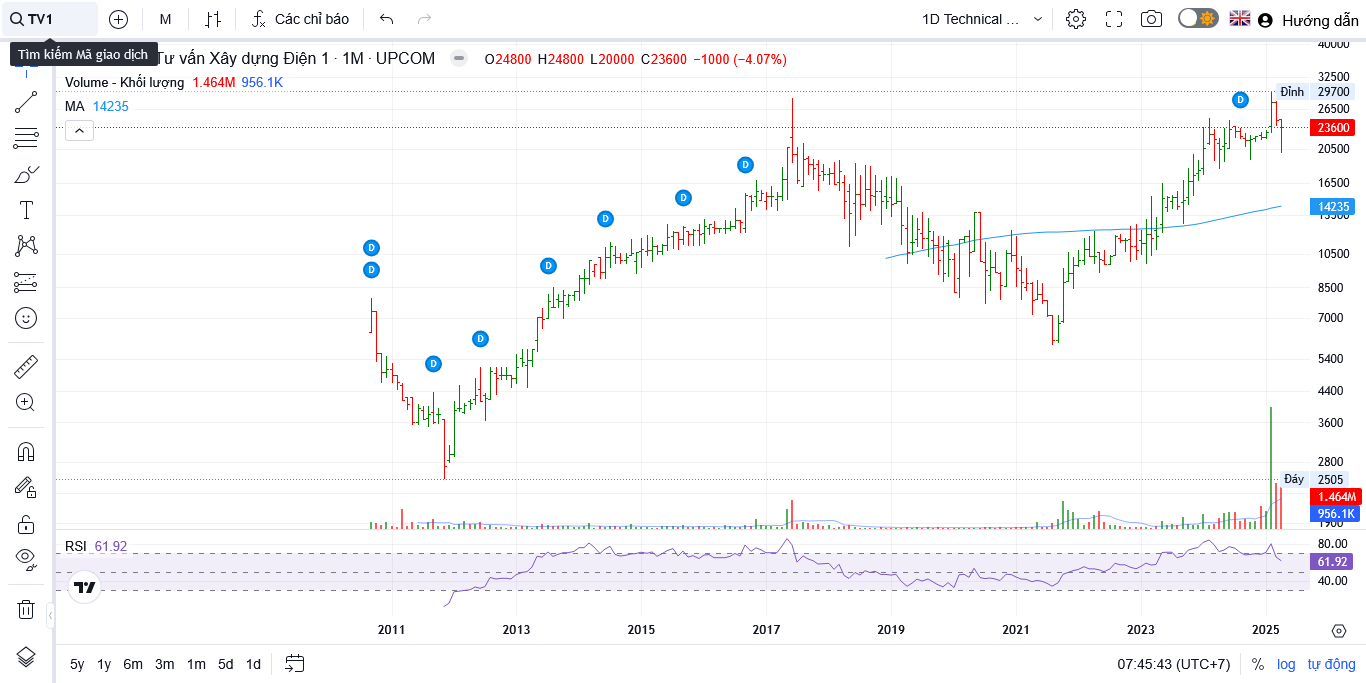 TV1
M
Các chỉ báo
1D Technical ...
Hướng dẫn
Tìm kiếm Mã giao dịch
Tư vấn Xây dựng Điện 1 · 1M · UPCOM
O24800 H24800 L20000 C23600 −1000 (−4.07%)
Volume - Khối lượng 1.464M 956.1K
MA 14235
D
D
D
D
D
D
D
D
D
D
40000
32500
Đỉnh 29700
26500
23600
20500
16500
14235
13500
10500
8500
7000
5400
4400
3600
2800
Đáy 2505
1.464M
956.1K
1900
RSI 61.92
80.00
61.92
40.00
2011 2013 2015 2017 2019 2021 2023 2025
5y 1y 6m 3m 1m 5d 1d
07:45:43 (UTC+7) % log tự động